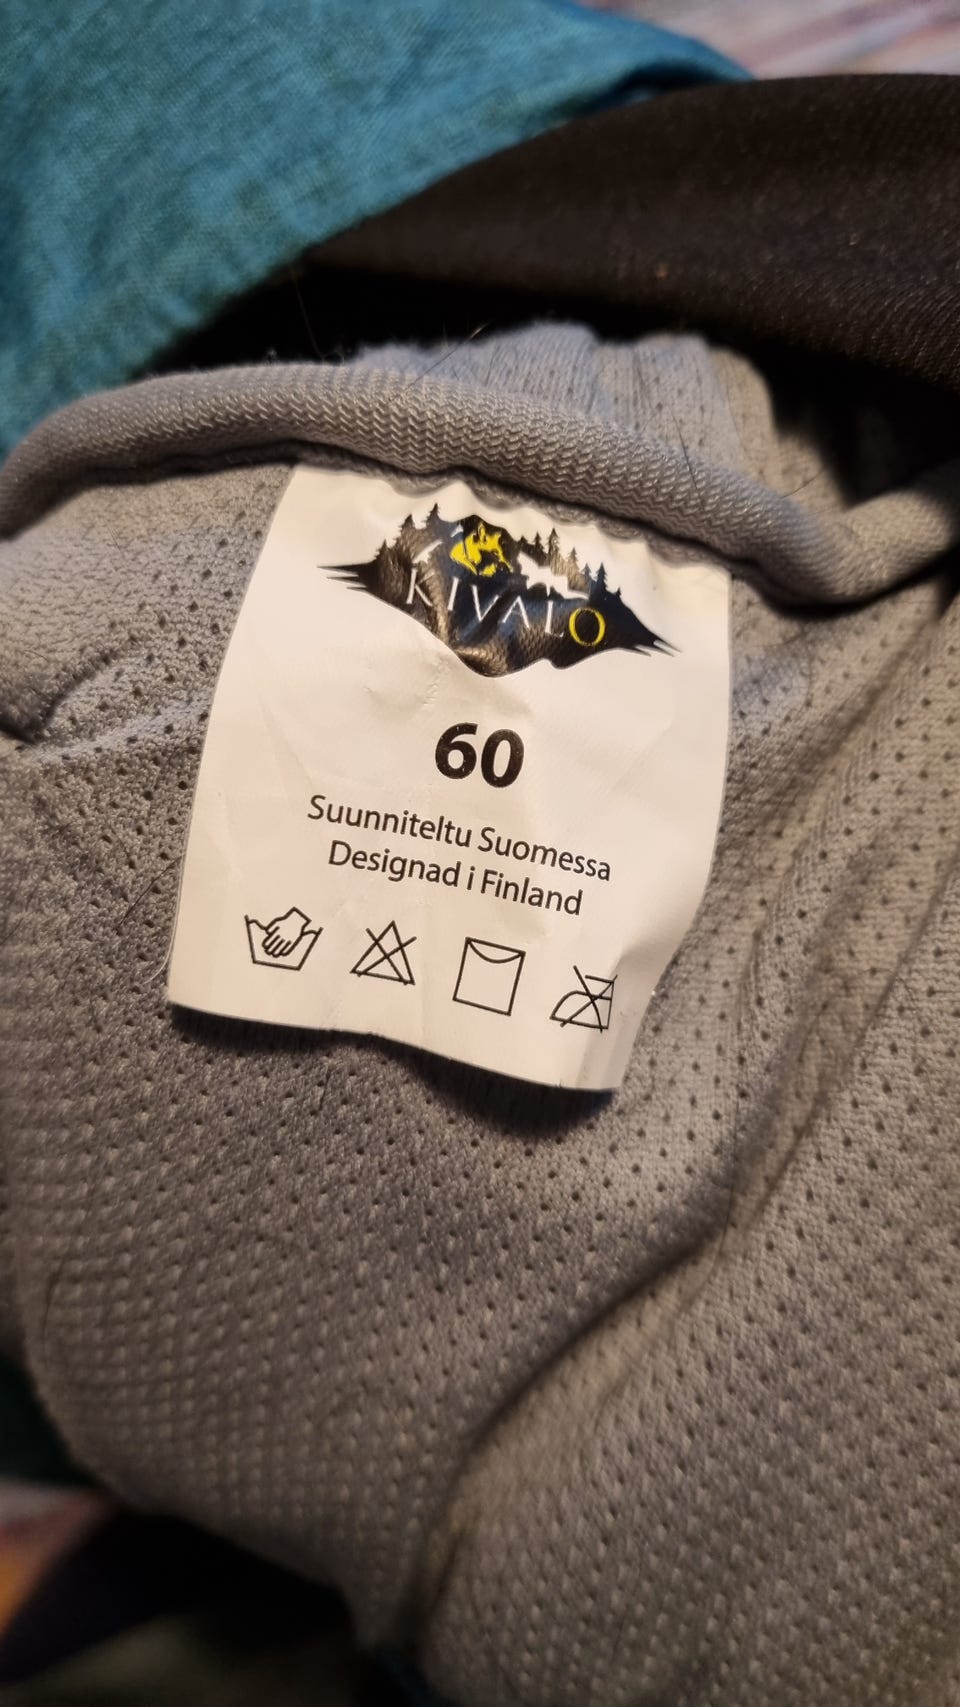 KIVALO
60
Suunniteltu Suomessa
Designad i Finland